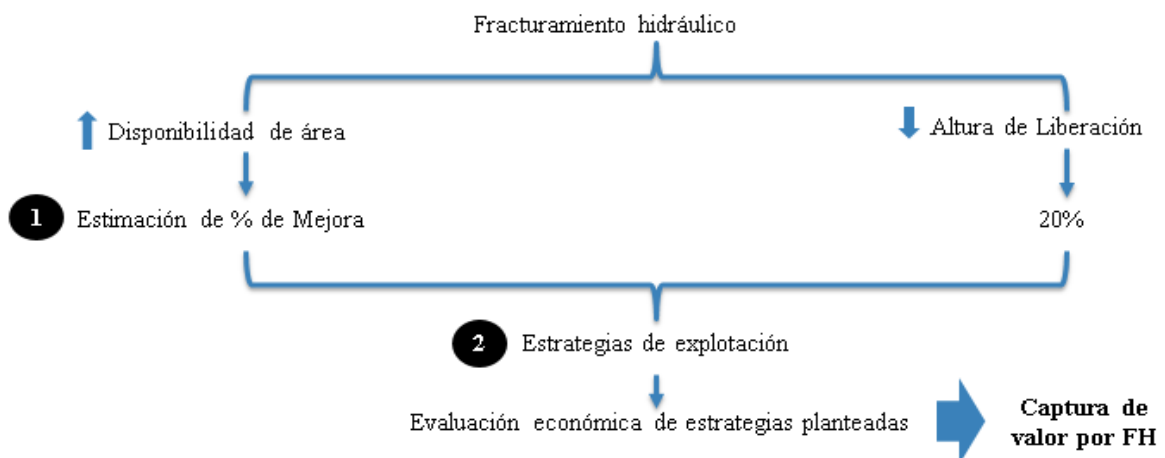 Fracturamiento hidráulico
Disponibilidad de área
Altura de Liberación
1 Estimación de % de Mejora
20%
2 Estrategias de explotación
Evaluación económica de estrategias planteadas
Captura de
valor por FH